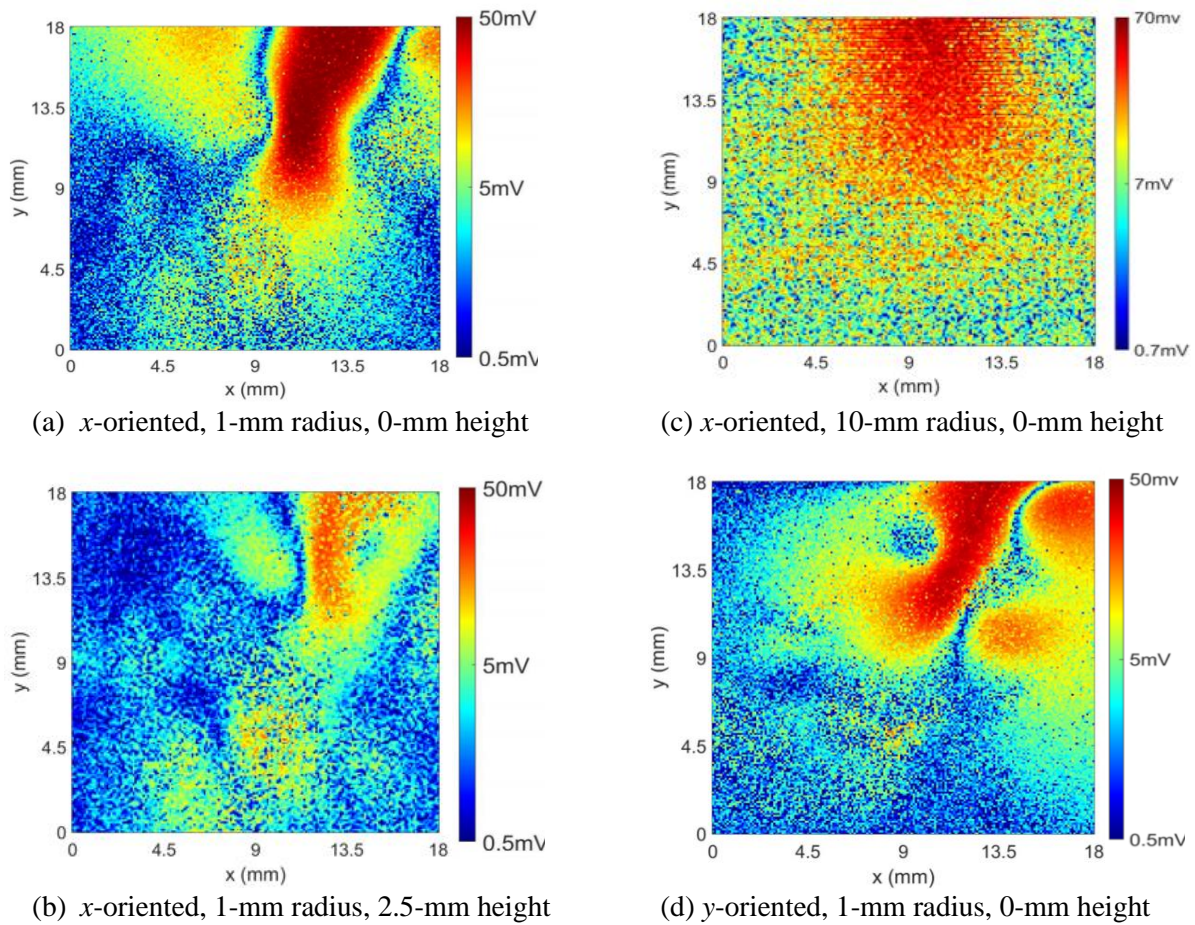 18
13.5
9
4.5
0
y (mm)
0
4.5
9
13.5
18
x (mm)
50mV
5mV
0.5mV
(a) x-oriented, 1-mm radius, 0-mm height
18
13.5
9
4.5
0
y (mm)
0
4.5
9
13.5
18
x (mm)
70mv
7mV
0.7mV
(c) x-oriented, 10-mm radius, 0-mm height
18
13.5
9
4.5
0
y (mm)
0
4.5
9
13.5
18
x (mm)
50mV
5mV
0.5mV
(b) x-oriented, 1-mm radius, 2.5-mm height
18
13.5
9
4.5
0
y (mm)
0
4.5
9
13.5
18
x (mm)
50mv
5mV
0.5mV
(d) y-oriented, 1-mm radius, 0-mm height